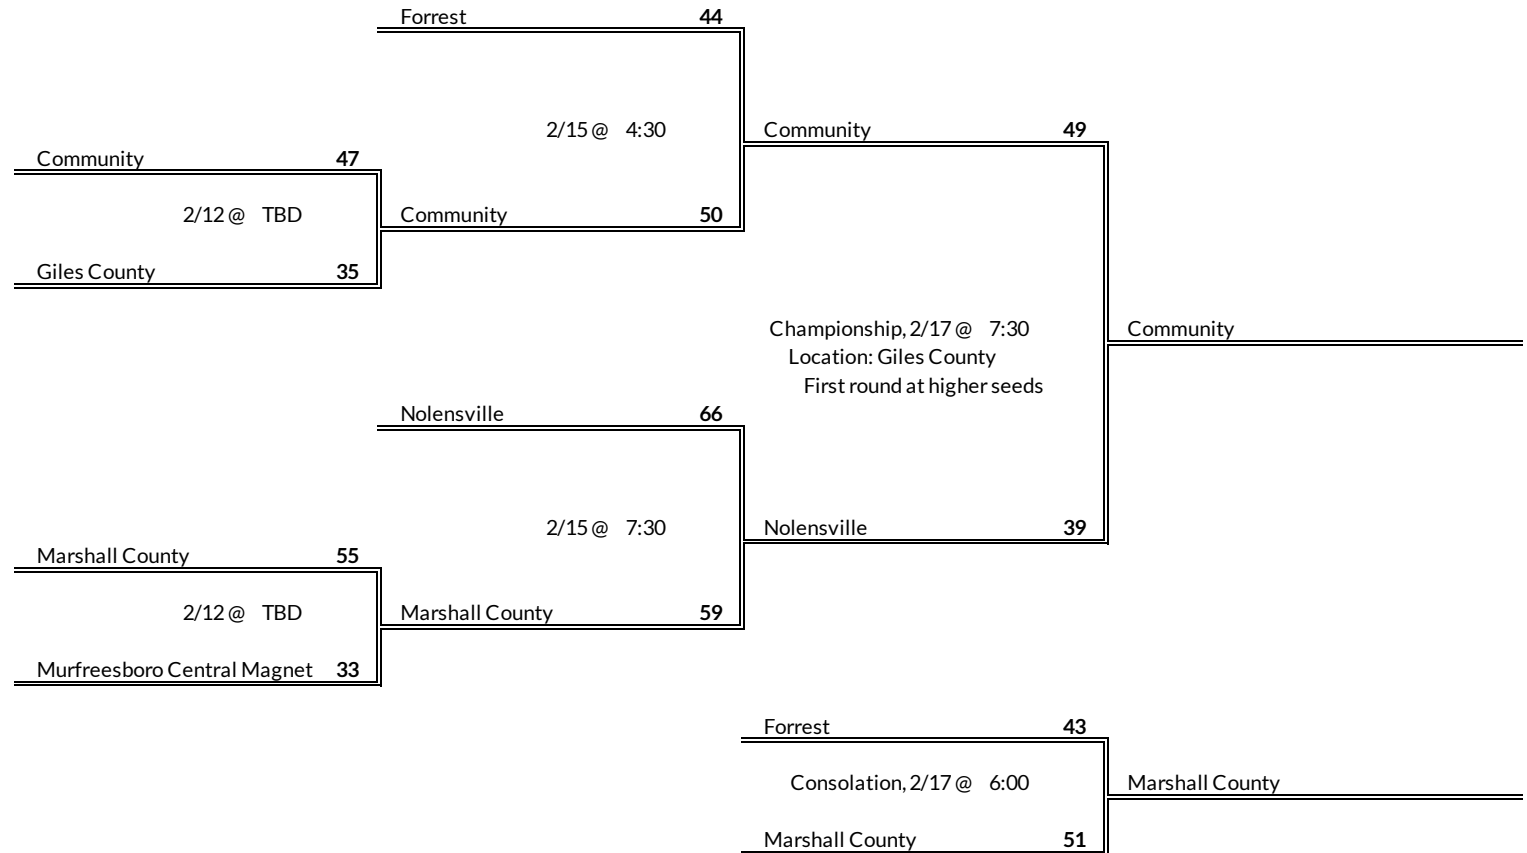 Forrest 44
2/15 @ 4:30
Community 49
Community 47
2/12 @ TBD
Community 50
Giles County 35
Championship, 2/17 @ 7:30
Community
Location: Giles County
First round at higher seeds
Nolensville 66
2/15 @ 7:30
Nolensville 39
Marshall County 55
2/12 @ TBD
Marshall County 59
Murfreesboro Central Magnet 33
Forrest 43
Consolation, 2/17 @ 6:00
Marshall County
Marshall County 51